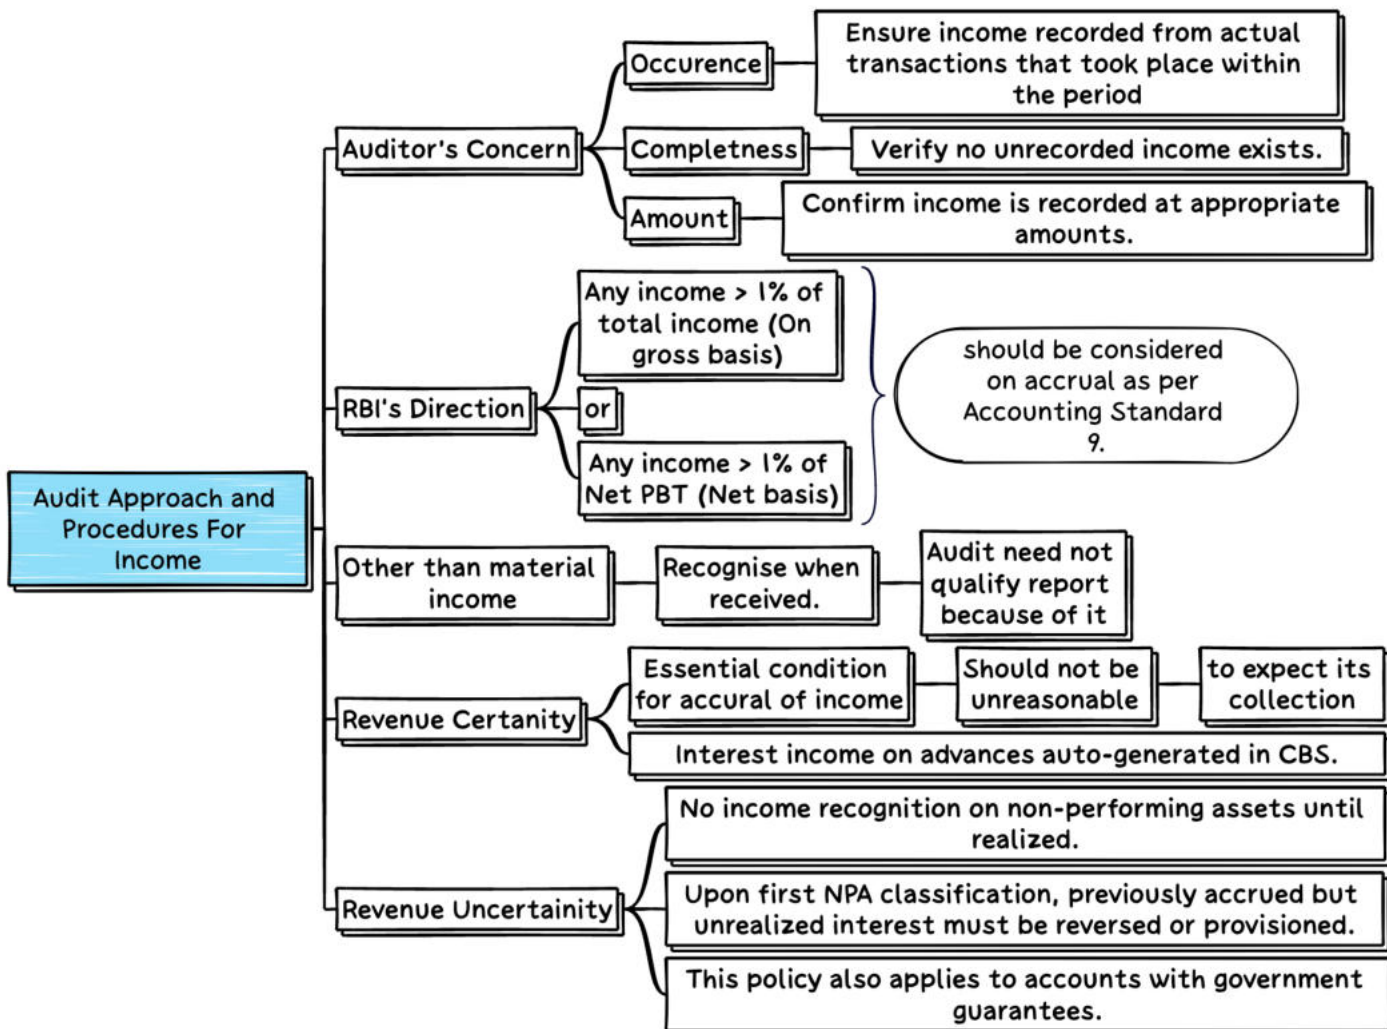 Audit Approach and
Procedures For
Income
Auditor's Concern
Occurence
Ensure income recorded from actual
transactions that took place within
the period
Completness
Verify no unrecorded income exists.
Amount
Confirm income is recorded at appropriate
amounts.
RBI's Direction
Any income > 1% of
total income (On
gross basis)
or
Any income > 1% of
Net PBT (Net basis)
should be considered
on accrual as per
Accounting Standard
9.
Other than material
income
Recognise when
received.
Audit need not
qualify report
because of it
Revenue Certanity
Essential condition
for accural of income
Should not be
unreasonable
to expect its
collection
Interest income on advances auto-generated in CBS.
Revenue Uncertainity
No income recognition on non-performing assets until
realized.
Upon first NPA classification, previously accrued but
unrealized interest must be reversed or provisioned.
This policy also applies to accounts with government
guarantees.